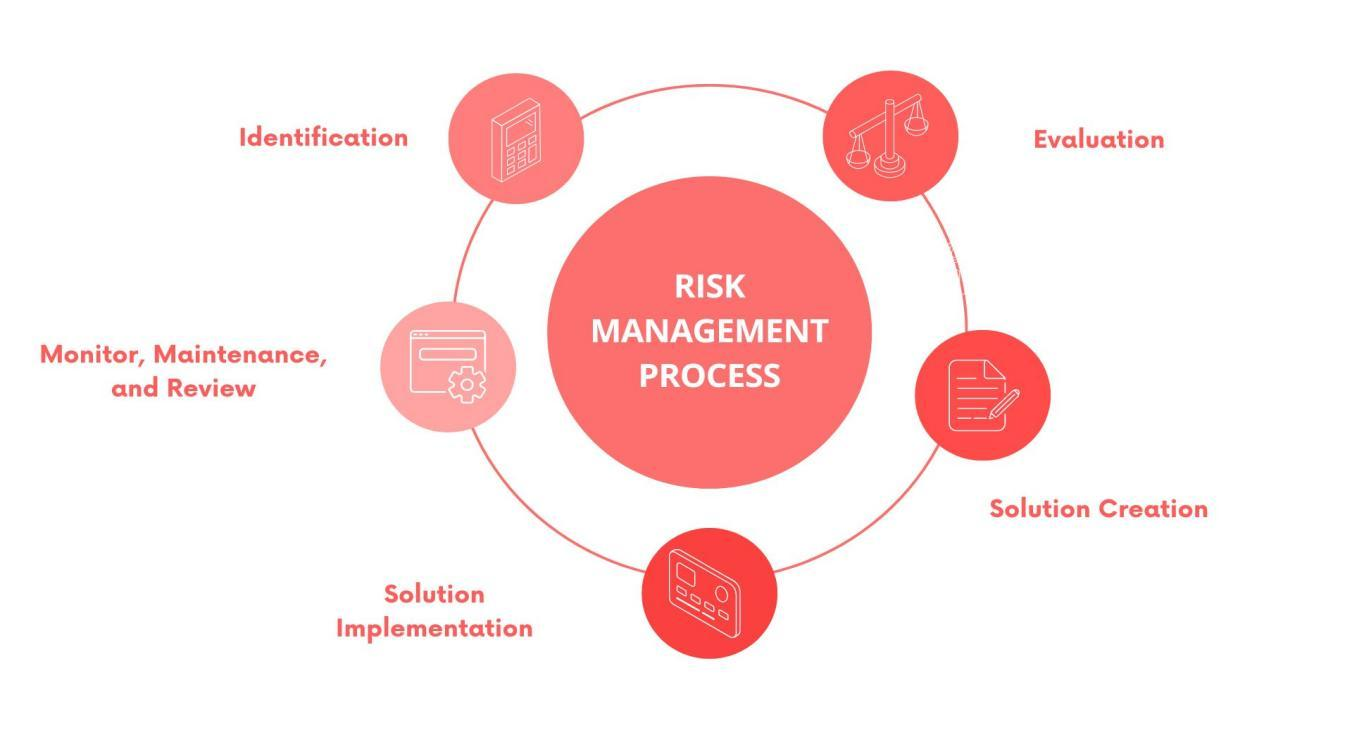 Identification
Evaluation
RISK
MANAGEMENT
PROCESS
Monitor, Maintenance,
and Review
Solution Creation
Solution
Implementation